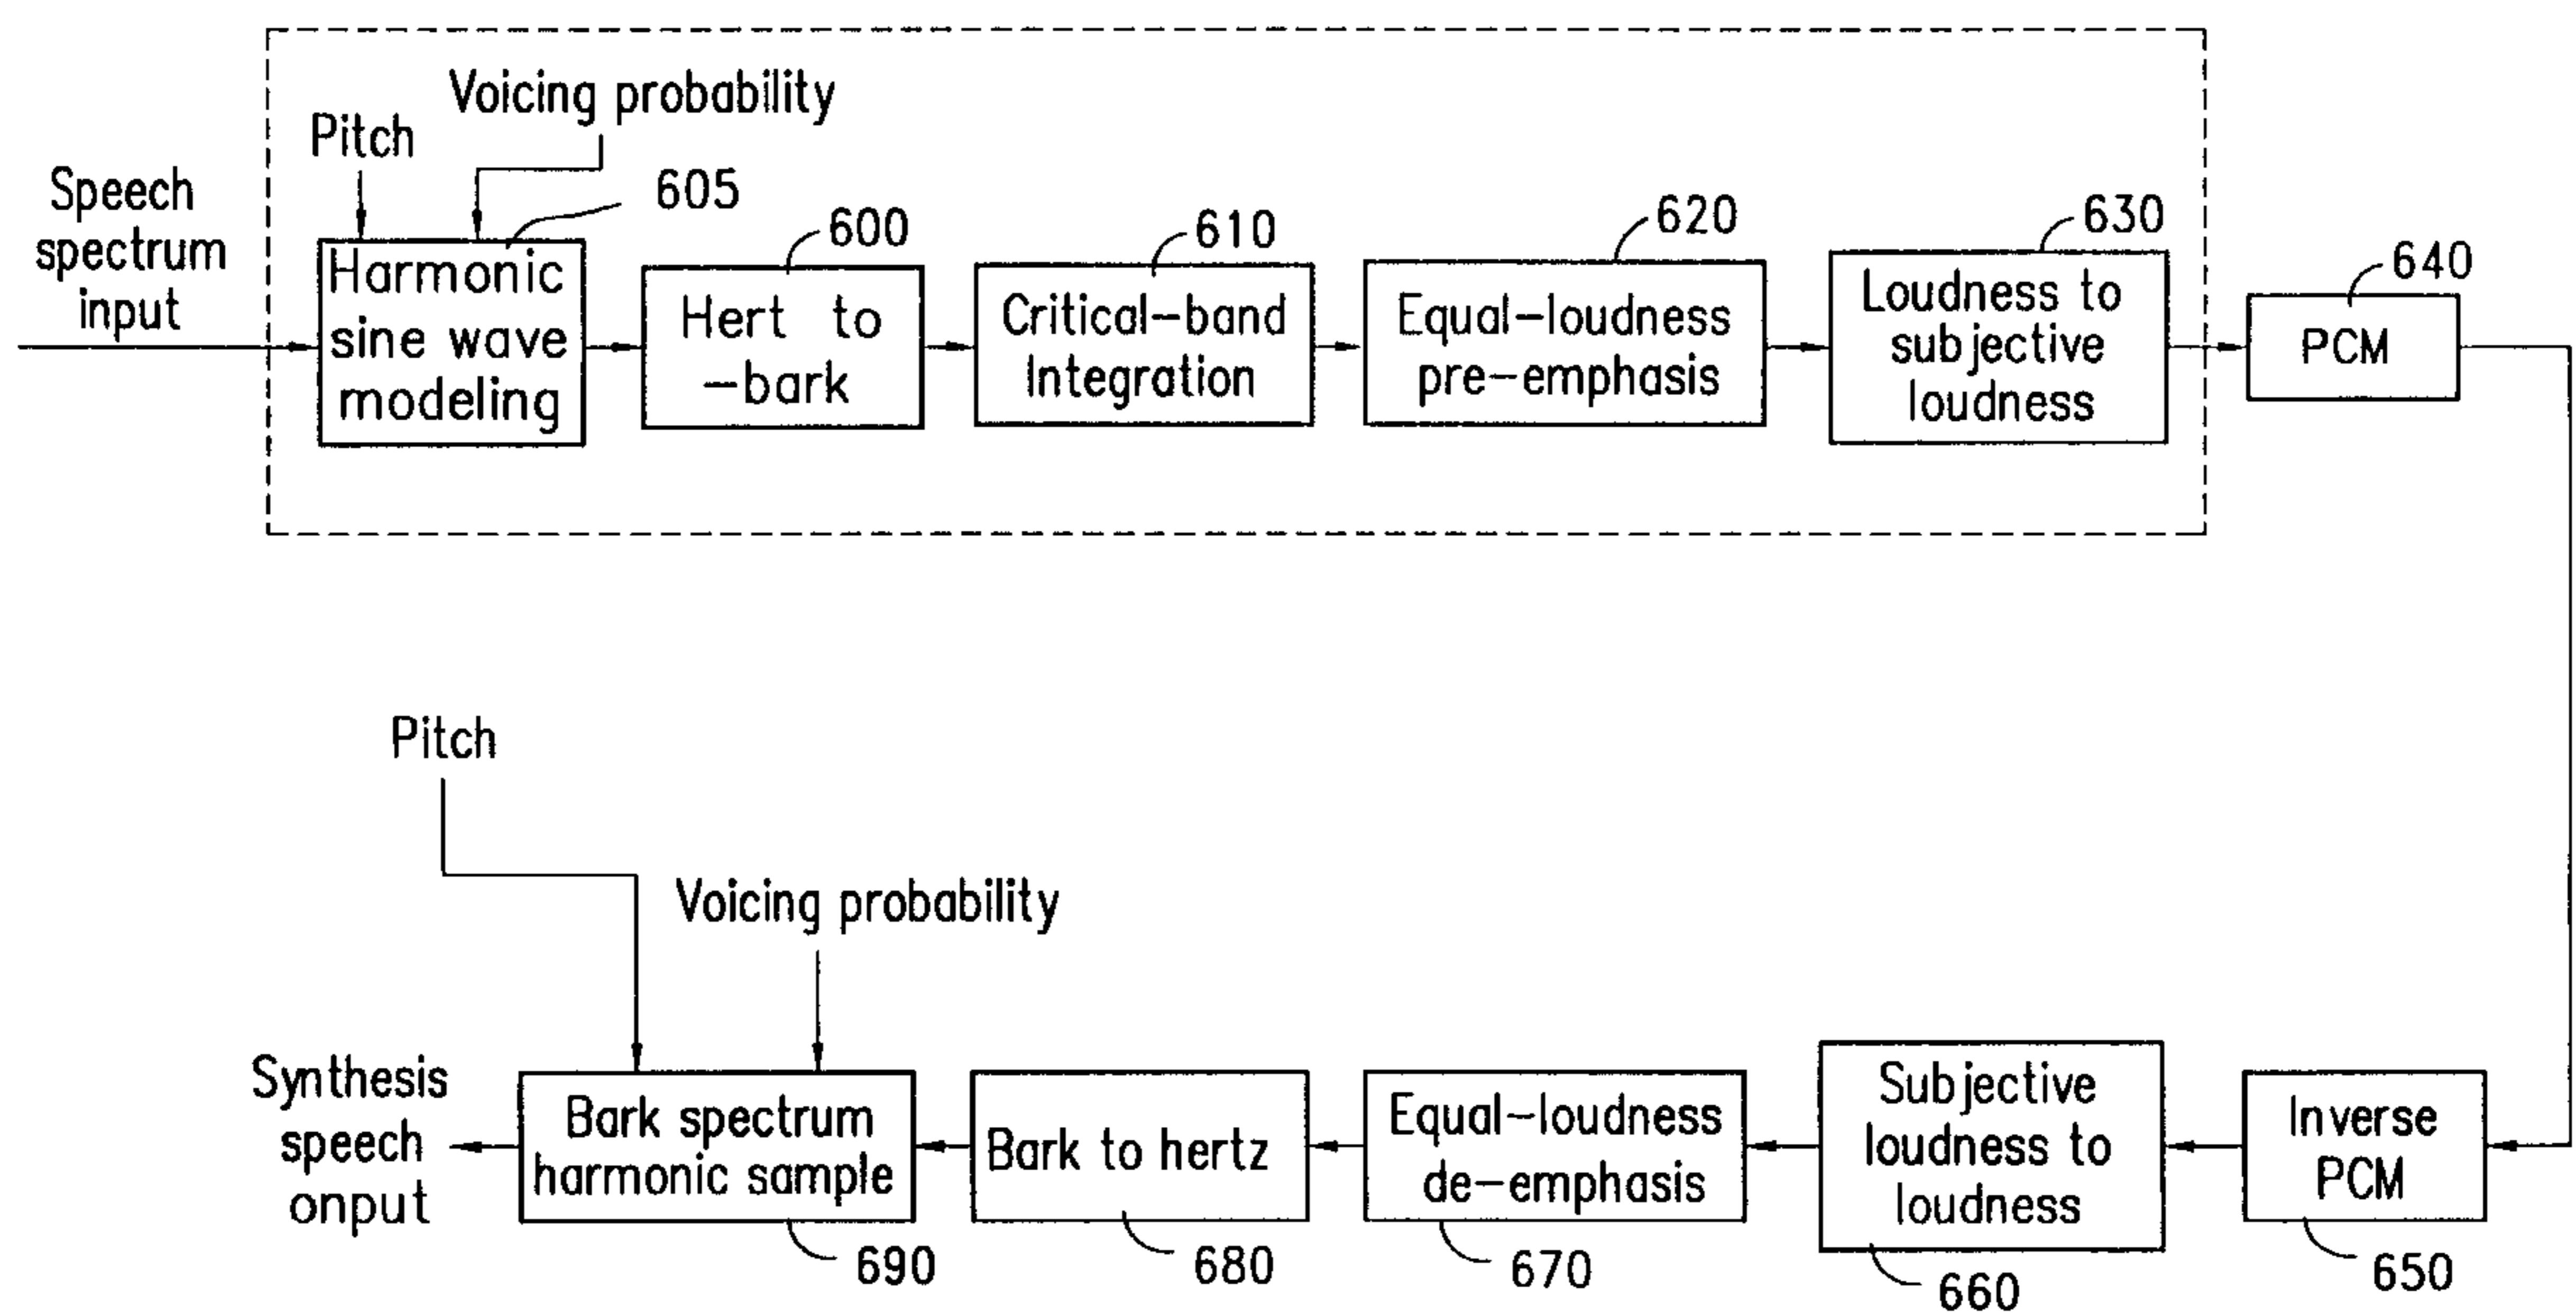 Voicing probability
Pitch
Speech
spectrum
input
605
600
610
620
630
640
Harmonic
sine wave
modeling
Hert to
-bark
Critical-band
Integration
Equal-loudness
pre-emphasis
Loudness to
subjective
loudness
PCM
Pitch
Voicing probability
Synthesis
speech
onput
Bark spectrum
harmonic sample
Bark to hertz
Equal-loudness
de-emphasis
Subjective
loudness to
loudness
Inverse
PCM
690
680
670
660
650